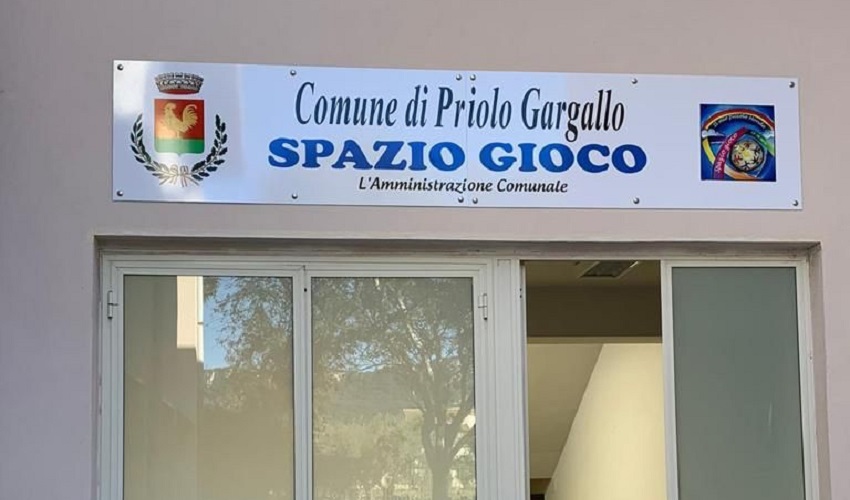 Comune di Priolo Gargallo
SPAZIO GIOCO
L'Amministrazione Comunale